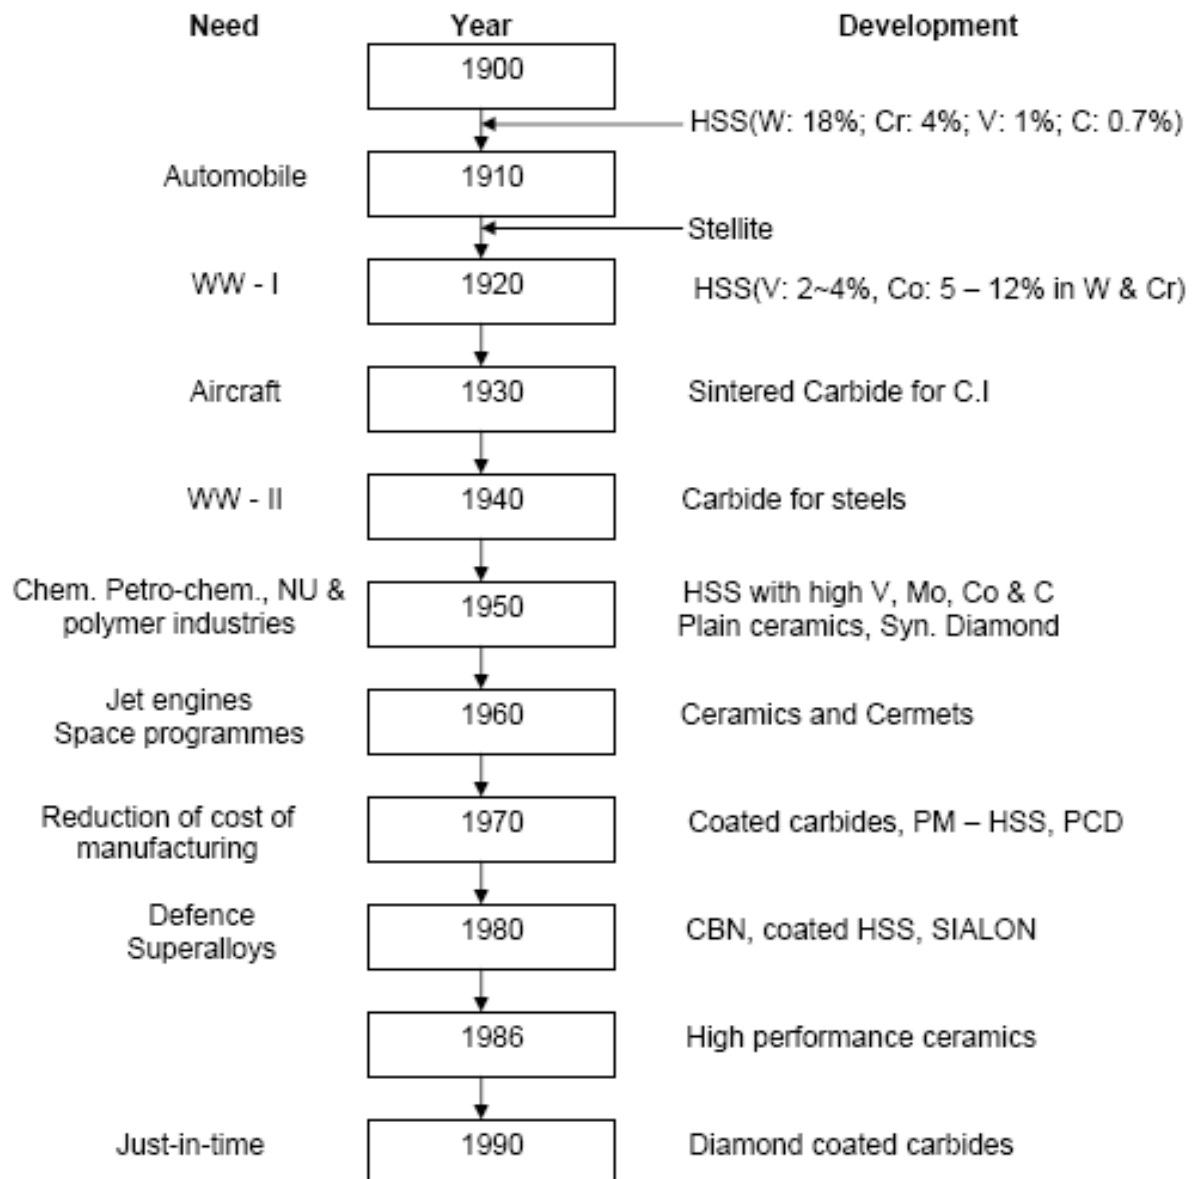 Need Year Development
1900
HSS(W: 18%; Cr: 4%; V: 1%; C: 0.7%)
Automobile 1910
Stellite
WW - I 1920 HSS(V: 2~4%, Co: 5 – 12% in W & Cr)
Aircraft 1930 Sintered Carbide for C.I
WW - II 1940 Carbide for steels
Chem. Petro-chem., NU &
polymer industries
1950
HSS with high V, Mo, Co & C
Plain ceramics, Syn. Diamond
Jet engines
Space programmes
1960
Ceramics and Cermets
Reduction of cost of
manufacturing
1970
Coated carbides, PM – HSS, PCD
Defence
Superalloys
1980
CBN, coated HSS, SIALON
1986 High performance ceramics
Just-in-time 1990 Diamond coated carbides